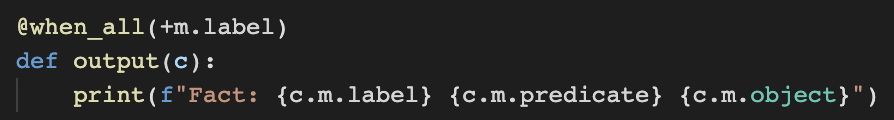 @when_all(+m.label)
def output(c):
    print(f"Fact: {c.m.label} {c.m.predicate} {c.m.object}")